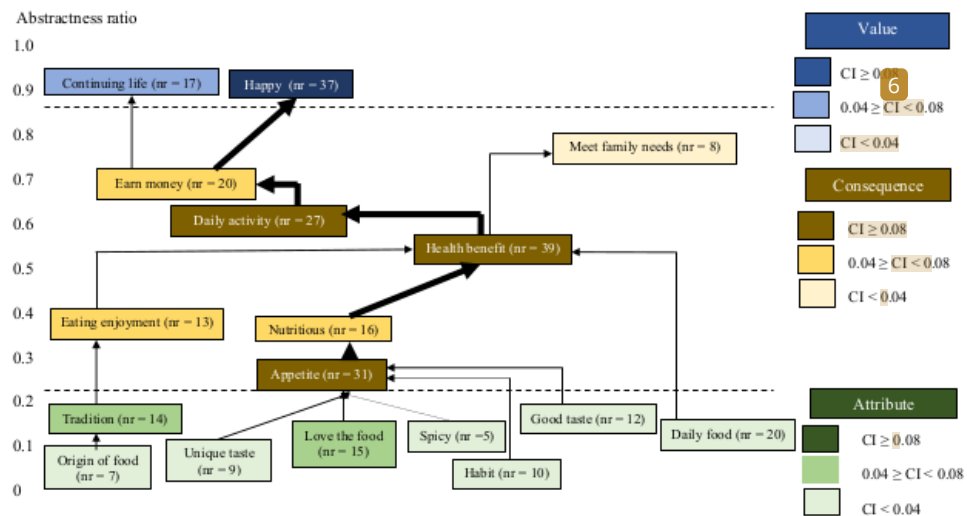 Abstractness ratio
1.0
0.9
0.8
0.7
0.6
0.5
0.4
0.3
0.2
0.1
0
Continuing life (nr = 17)
Happy (nr = 37)
Meet family needs (nr = 8)
Earn money (nr = 20)
Daily activity (nr = 27)
Health benefit (nr = 39)
Eating enjoyment (nr = 13)
Nutritious (nr = 16)
Appetite (nr = 31)
Tradition (nr = 14)
Origin of food
(nr = 7)
Unique taste
(nr = 9)
Love the food
(nr = 15)
Spicy (nr =5)
Habit (nr = 10)
Good taste (nr = 12)
Daily food (nr = 20)
Value
CI ≥ 0.08
6
0.04 ≥ CI < 0.08
CI < 0.04
Consequence
CI ≥ 0.08
0.04 ≥ CI < 0.08
CI < 0.04
Attribute
CI ≥ 0.08
0.04 ≥ CI < 0.08
CI < 0.04